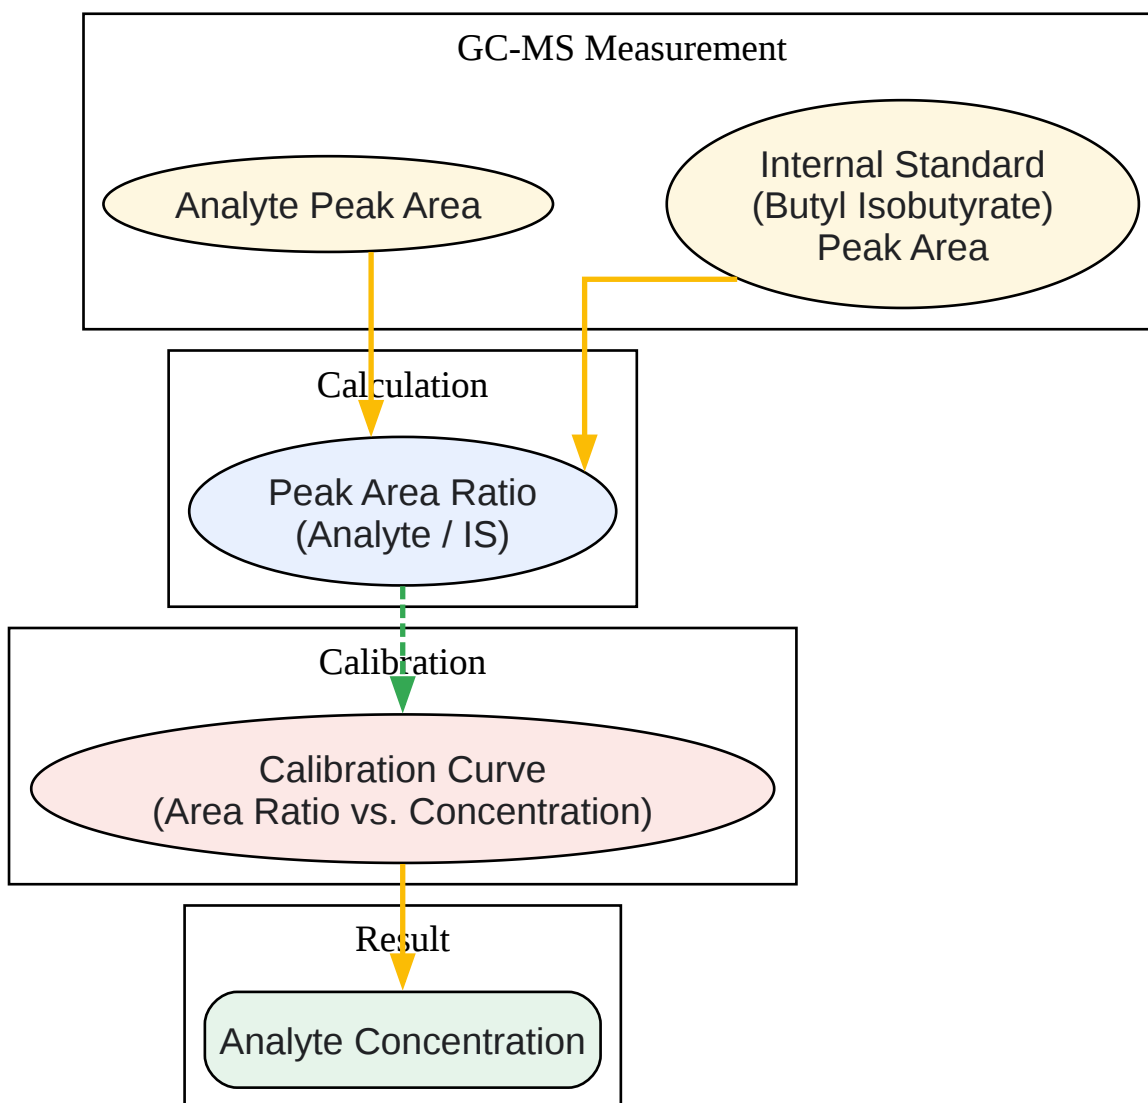 GC-MS Measurement
Analyte Peak Area
Internal Standard
(Butyl Isobutyrate)
Peak Area
Calculation
Peak Area Ratio
(Analyte / IS)
Calibration
Calibration Curve
(Area Ratio vs. Concentration)
Result
Analyte Concentration